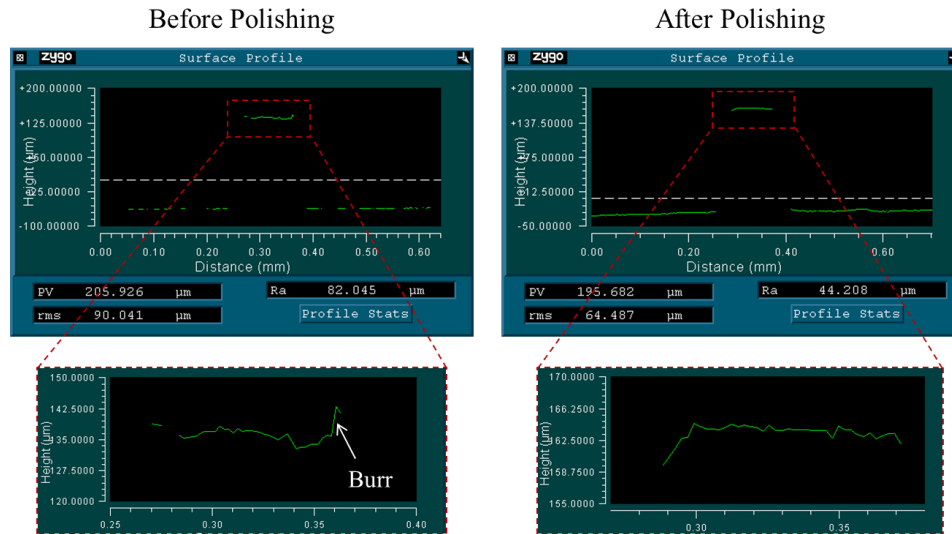 Before Polishing
After Polishing
zygo Surface Profile
+200.00000
+125.00000
+50.00000
-25.00000
-100.00000
Height (µm)
0.00 0.10 0.20 0.30 0.40 0.50 0.60
Distance (mm)
PV 205.926 µm
Ra 82.045 µm
rms 90.041 µm
Profile Stats
zygo Surface Profile
+200.00000
+137.50000
+75.00000
+12.50000
-50.00000
Height (µm)
0.00 0.20 0.40 0.60
Distance (mm)
PV 195.682 µm
Ra 44.208 µm
rms 64.487 µm
Profile Stats
150.0000
142.5000
135.0000
127.5000
120.0000
Height (µm)
Burr
0.25 0.30 0.35 0.40
170.0000
166.2500
162.5000
158.7500
155.0000
Height (µm)
0.30 0.35